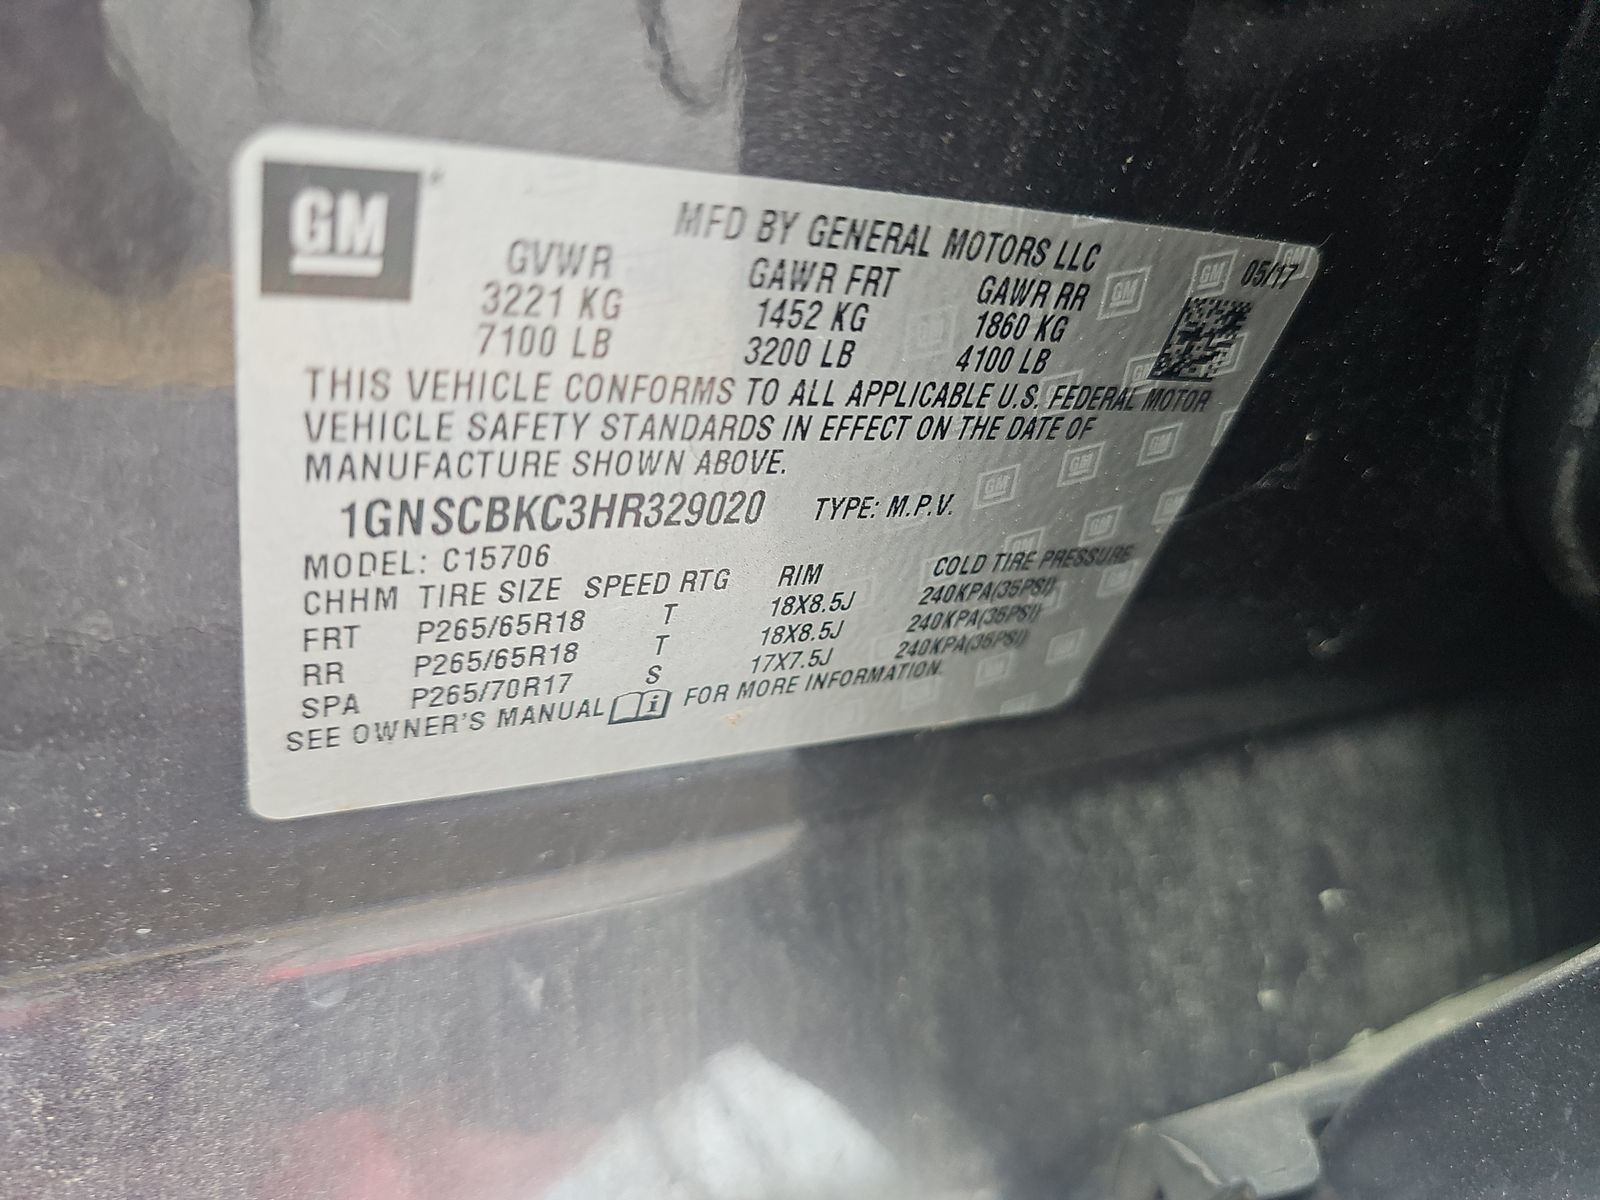 GM
MFD BY GENERAL MOTORS LLC 05/17
GVWR GAWR FRT GAWR RR
3221 KG 1452 KG 1860 KG
7100 LB 3200 LB 4100 LB
THIS VEHICLE CONFORMS TO ALL APPLICABLE U.S. FEDERAL MOTOR
VEHICLE SAFETY STANDARDS IN EFFECT ON THE DATE OF
MANUFACTURE SHOWN ABOVE.
1GNSCBKC3HR329020 TYPE: M.P.V.
MODEL: C15706
CHHM TIRE SIZE SPEED RTG RIM COLD TIRE PRESSURE
FRT P265/65R18 T 18X8.5J 240KPA(35PSI)
RR P265/65R18 T 18X8.5J 240KPA(35PSI)
SPA P265/70R17 S 17X7.5J 240KPA(35PSI)
SEE OWNER'S MANUAL i FOR MORE INFORMATION.